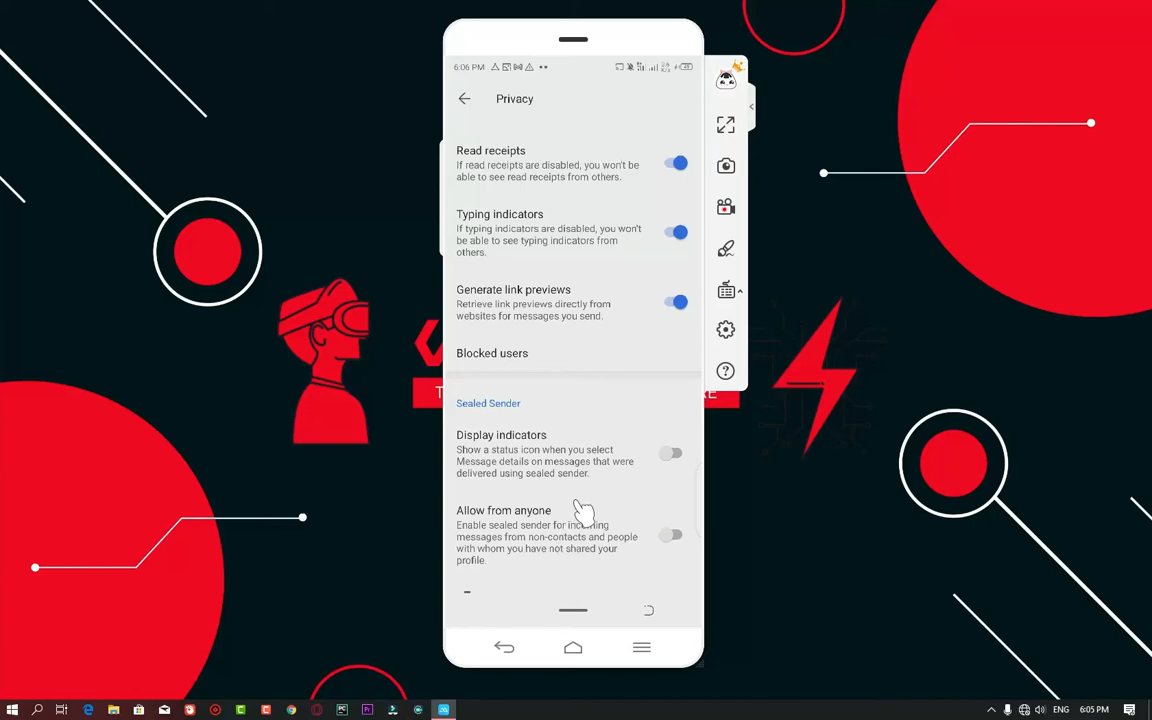 6:06 PM
Privacy
Read receipts
If read receipts are disabled, you won't be
able to see read receipts from others.
Typing indicators
If typing indicators are disabled, you won't
be able to see typing indicators from
others.
Generate link previews
Retrieve link previews directly from
websites for messages you send.
Blocked users
Sealed Sender
Display indicators
Show a status icon when you select
Message details on messages that were
delivered using sealed sender.
Allow from anyone
Enable sealed sender for incoming
messages from non-contacts and people
with whom you have not shared your
profile.
ENG
6:05 PM